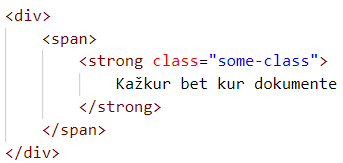 <div>
<span>
<strong class="some-class">
Kažkur bet kur dokumente
</strong>
</span>
</div>